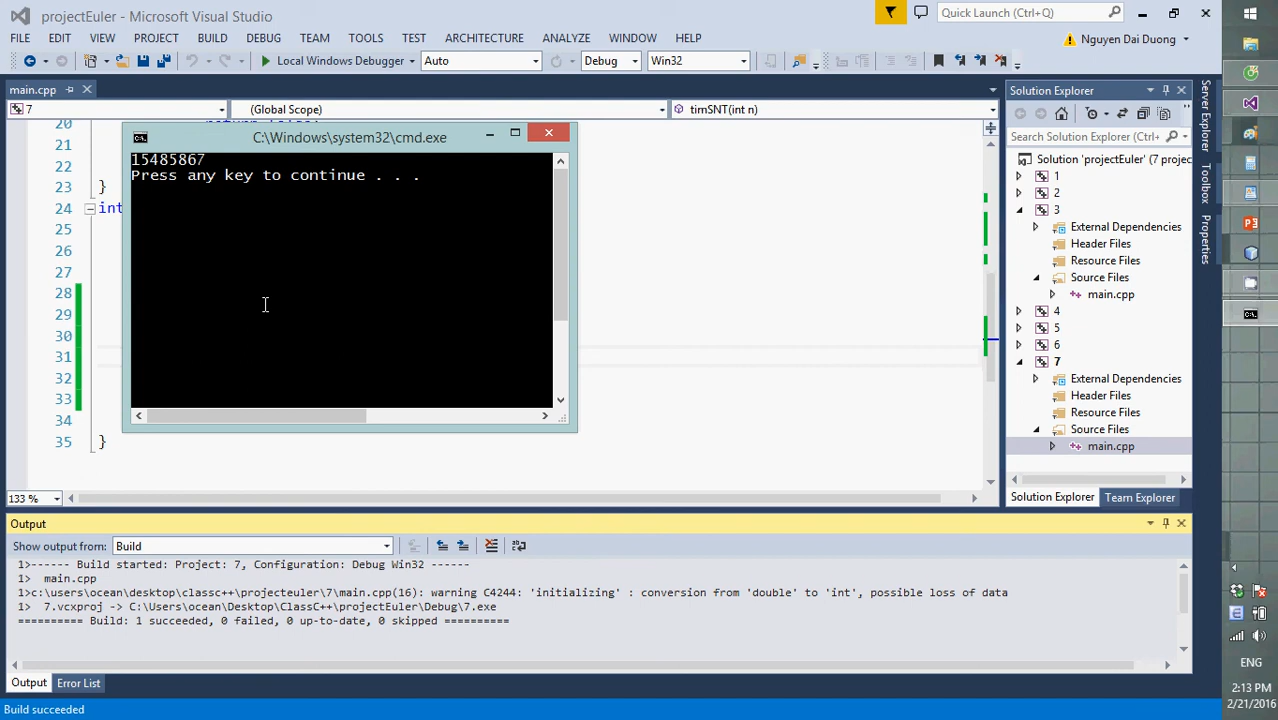 projectEuler - Microsoft Visual Studio
Quick Launch (Ctrl+Q)
FILE EDIT VIEW PROJECT BUILD DEBUG TEAM TOOLS TEST ARCHITECTURE ANALYZE WINDOW HELP
Nguyen Dai Duong
Local Windows Debugger Auto Debug Win32
main.cpp
7 (Global Scope) timSNT(int n)
20
21
22
23 }
24 int
25
26
27
28
29
30
31
32
33
34
35 }
133 %
C:\Windows\system32\cmd.exe
15485867
Press any key to continue . . .
Solution Explorer
Search Solution Explorer (Ctrl
Solution 'projectEuler' (7 projec
1
2
3
External Dependencies
Header Files
Resource Files
Source Files
main.cpp
4
5
6
7
External Dependencies
Header Files
Resource Files
Source Files
main.cpp
Solution Explorer Team Explorer
Server Explorer
Toolbox
Properties
Output
Show output from: Build
1>------ Build started: Project: 7, Configuration: Debug Win32 ------
1> main.cpp
1>c:\users\ocean\desktop\classc++\projecteuler\7\main.cpp(16): warning C4244: 'initializing' : conversion from 'double' to 'int', possible loss of data
1> 7.vcxproj -> C:\Users\ocean\Desktop\ClassC++\projectEuler\Debug\7.exe
========== Build: 1 succeeded, 0 failed, 0 up-to-date, 0 skipped ==========
Output Error List
Build succeeded
ENG
2:13 PM
2/21/2016